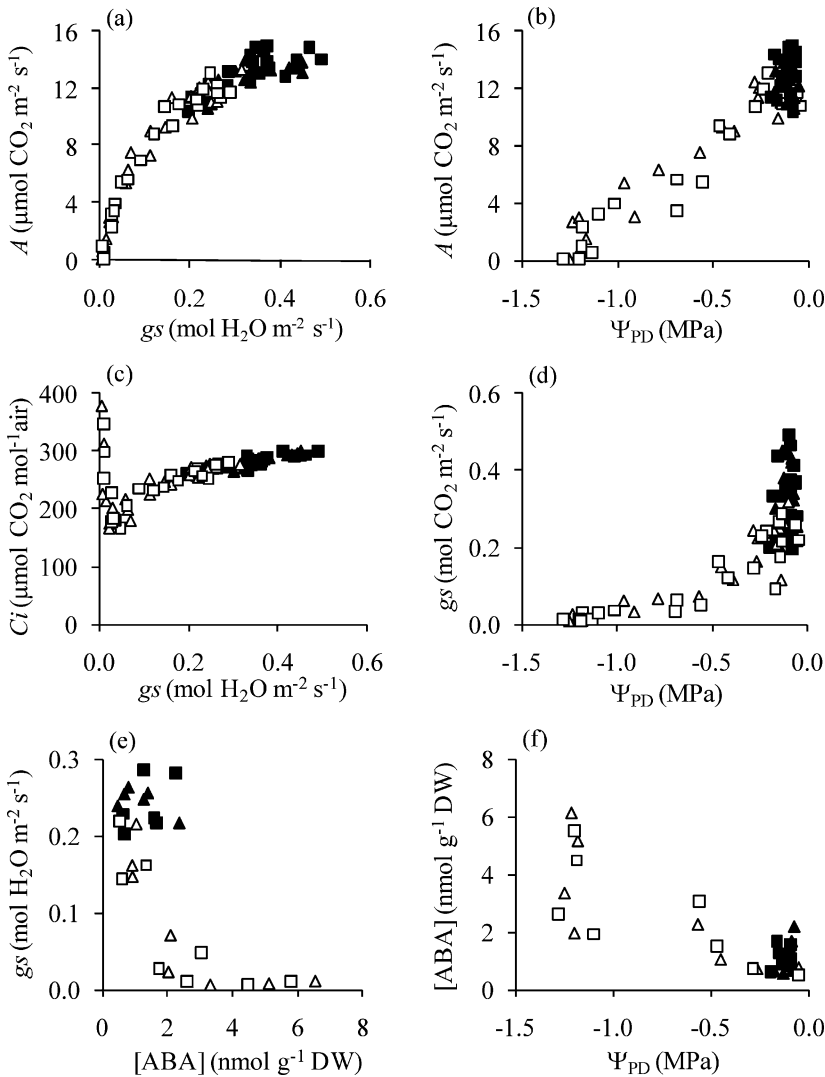 (a)
16
12
8
4
0
A (μmol CO2 m-2 s-1)
0.0 0.2 0.4 0.6
gs (mol H2O m-2 s-1)
(b)
16
12
8
4
0
A (μmol CO2 m-2 s-1)
-1.5 -1.0 -0.5 0.0
ΨPD (MPa)
(c)
400
300
200
100
0
Ci (μmol CO2 mol-1air)
0.0 0.2 0.4 0.6
gs (mol H2O m-2 s-1)
(d)
0.6
0.4
0.2
0.0
gs (mol CO2 m-2 s-1)
-1.5 -1.0 -0.5 0.0
ΨPD (MPa)
(e)
0.3
0.2
0.1
0.0
gs (mol H2O m-2 s-1)
0 2 4 6 8
[ABA] (nmol g-1 DW)
(f)
8
6
4
2
0
[ABA] (nmol g-1 DW)
-1.5 -1.0 -0.5 0.0
ΨPD (MPa)